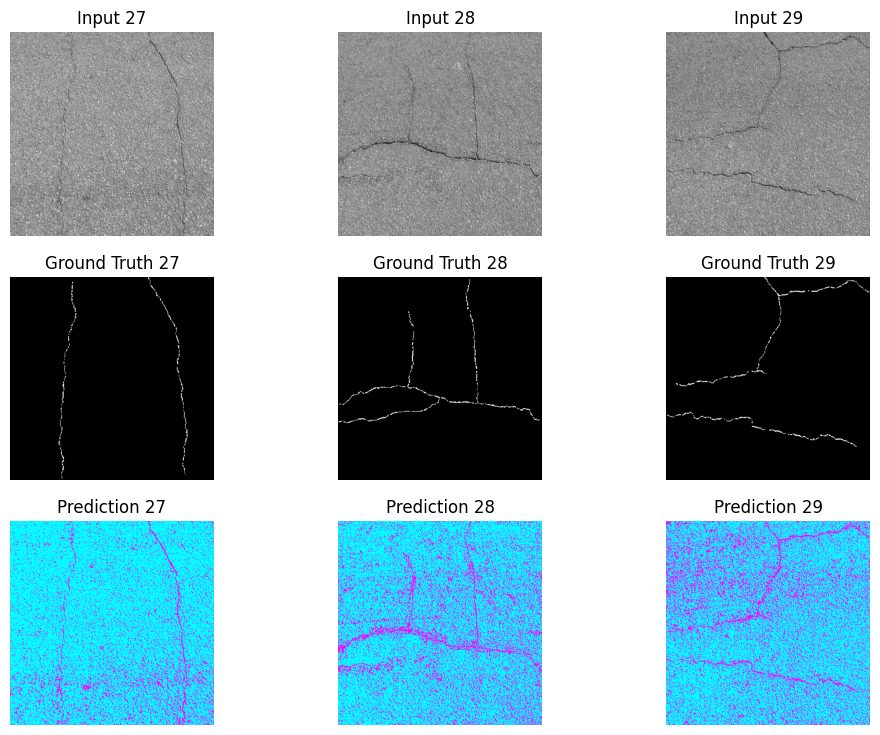 Input 27
Input 28
Input 29
Ground Truth 27
Ground Truth 28
Ground Truth 29
Prediction 27
Prediction 28
Prediction 29